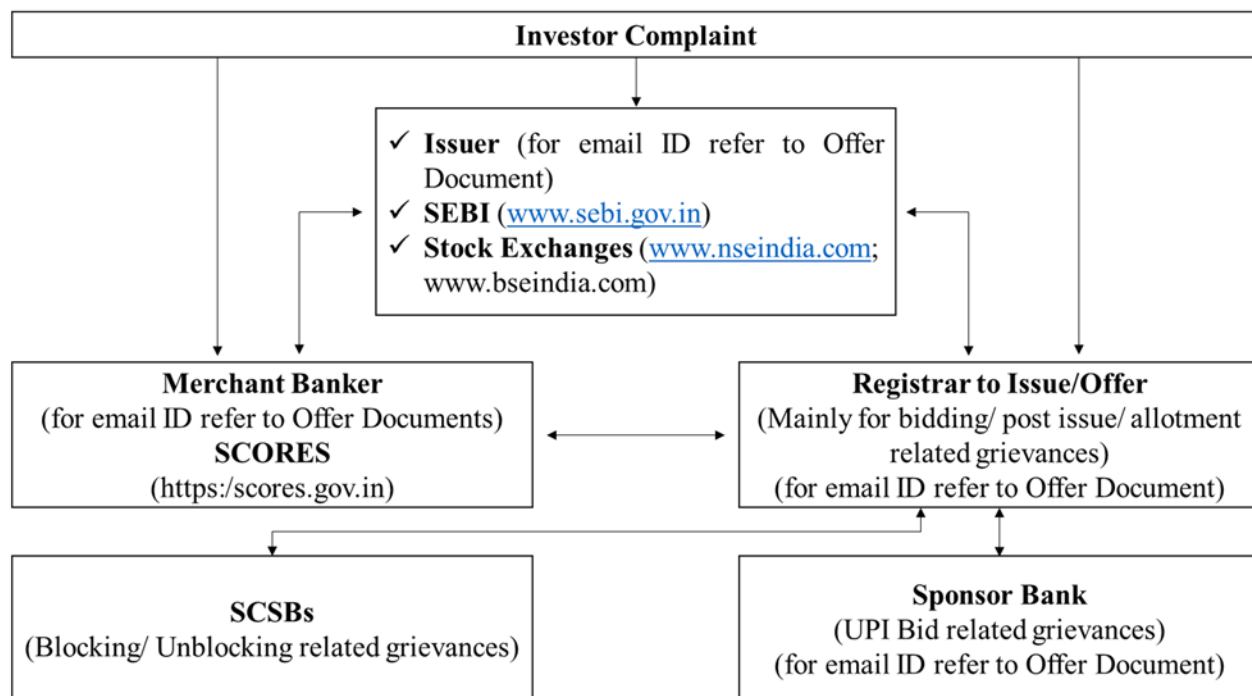 Investor Complaint
✓ Issuer (for email ID refer to Offer
Document)
✓ SEBI (www.sebi.gov.in)
✓ Stock Exchanges (www.nseindia.com;
www.bseindia.com)
Merchant Banker
(for email ID refer to Offer Documents)
SCORES
(https:/scores.gov.in)
Registrar to Issue/Offer
(Mainly for bidding/ post issue/ allotment
related grievances)
(for email ID refer to Offer Document)
SCSBs
(Blocking/ Unblocking related grievances)
Sponsor Bank
(UPI Bid related grievances)
(for email ID refer to Offer Document)